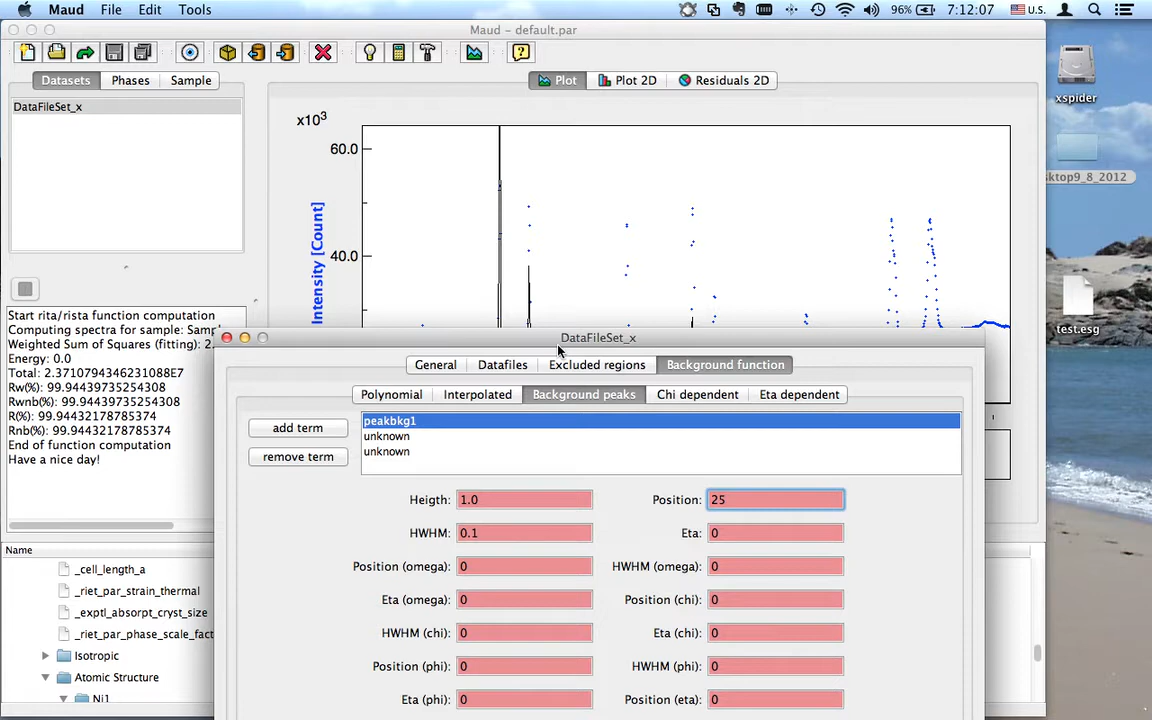 Maud File Edit Tools 96% 7:12:07 U.S.
Maud - default.par
Datasets Phases Sample
Plot Plot 2D Residuals 2D
xspider
DataFileSet_x
x10³
60.0
40.0
Intensity [Count]
sktop9_8_2012
test.esg
Start rita/rista function computation
Computing spectra for sample: Samp
Weighted Sum of Squares (fitting): 2.
Energy: 0.0
Total: 2.3710794346231088E7
Rw(%): 99.94439735254308
Rwnb(%): 99.94439735254308
R(%): 99.94432178785374
Rnb(%): 99.94432178785374
End of function computation
Have a nice day!
DataFileSet_x
General Datafiles Excluded regions Background function
Polynomial Interpolated Background peaks Chi dependent Eta dependent
add term
remove term
peakbkg1
unknown
unknown
Heigth: 1.0 Position: 25
HWHM: 0.1 Eta: 0
Position (omega): 0 HWHM (omega): 0
Eta (omega): 0 Position (chi): 0
HWHM (chi): 0 Eta (chi): 0
Position (phi): 0 HWHM (phi): 0
Eta (phi): 0 Position (eta): 0
Name
_cell_length_a
_riet_par_strain_thermal
_exptl_absorpt_cryst_size
_riet_par_phase_scale_fact
Isotropic
Atomic Structure
Ni1